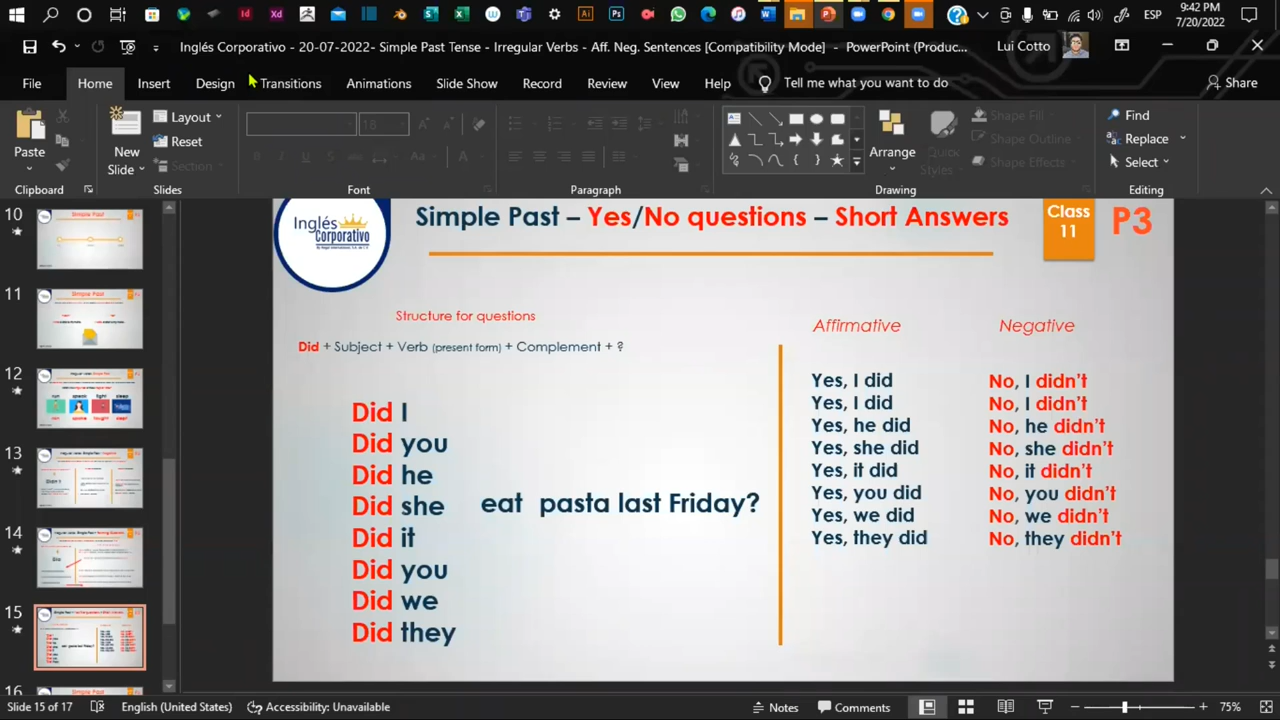 9:42 PM
ESP
7/20/2022
Inglés Corporativo - 20-07-2022- Simple Past Tense - Irregular Verbs - Aff. Neg. Sentences [Compatibility Mode] - PowerPoint (Produc...
Lui Cotto
File Home Insert Design Transitions Animations Slide Show Record Review View Help Tell me what you want to do Share
Paste
Clipboard
New Slide
Layout
Reset
Section
Slides
18
Font
Paragraph
Arrange
Quick Styles
Shape Fill
Shape Outline
Shape Effects
Drawing
Find
Replace
Select
Editing
10
Simple Past
11
Simple Past
12
13
14
15
16
Simple Past
Inglés Corporativo
Simple Past – Yes/No questions – Short Answers
Class 11
P3
Structure for questions
Did + Subject + Verb (present form) + Complement + ?
Did I
Did you
Did he
Did she
Did it
Did you
Did we
Did they
eat pasta last Friday?
Affirmative
Yes, I did
Yes, I did
Yes, he did
Yes, she did
Yes, it did
Yes, you did
Yes, we did
Yes, they did
Negative
No, I didn't
No, I didn't
No, he didn't
No, she didn't
No, it didn't
No, you didn't
No, we didn't
No, they didn't
Slide 15 of 17 English (United States) Accessibility: Unavailable Notes Comments 75%